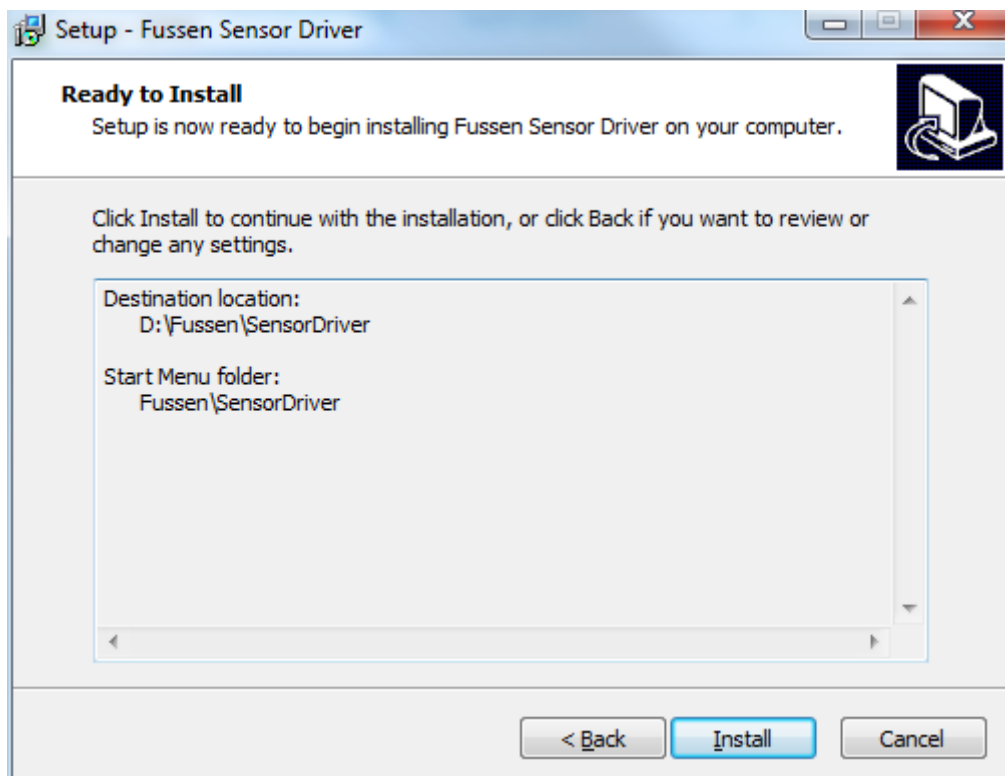 Setup - Fussen Sensor Driver
Ready to Install
Setup is now ready to begin installing Fussen Sensor Driver on your computer.
Click Install to continue with the installation, or click Back if you want to review or
change any settings.
Destination location:
D:\Fussen\SensorDriver
Start Menu folder:
Fussen\SensorDriver
< Back
Install
Cancel